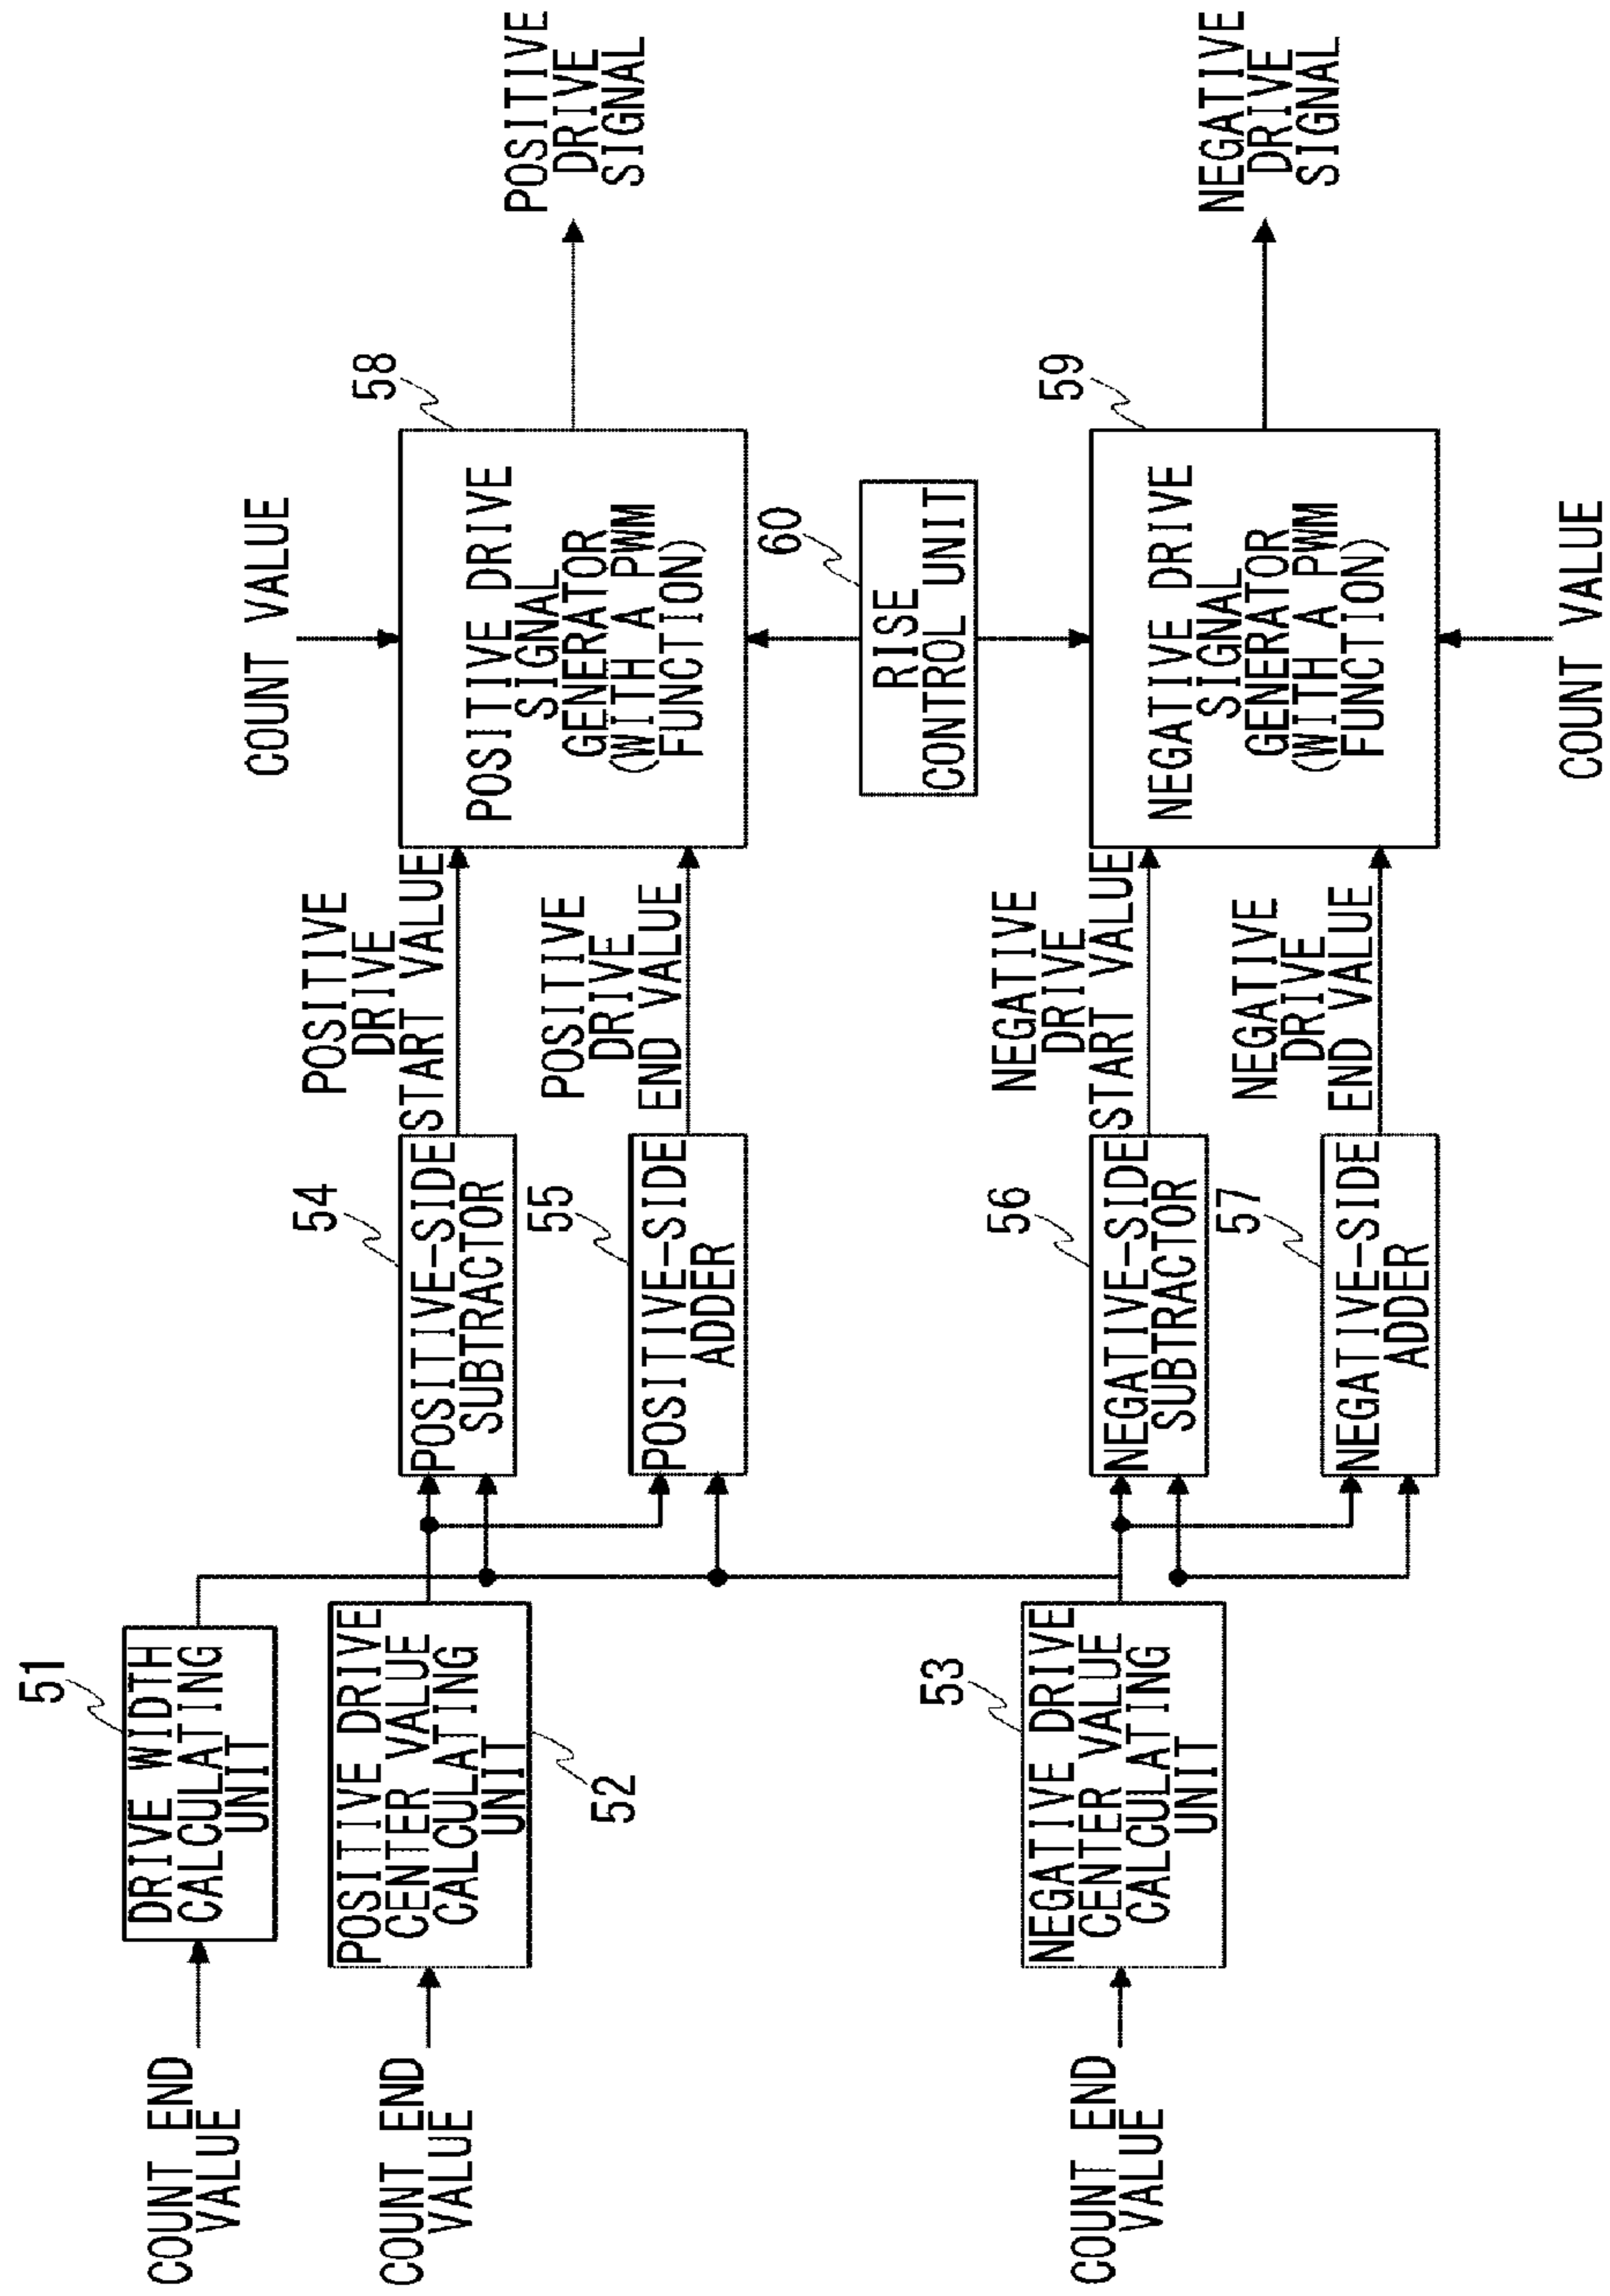 COUNT END
VALUE
51
DRIVE WIDTH
CALCULATING
UNIT
COUNT END
VALUE
POSITIVE DRIVE
CENTER VALUE
CALCULATING
UNIT
52
COUNT END
VALUE
53
NEGATIVE DRIVE
CENTER VALUE
CALCULATING
UNIT
54
POSITIVE-SIDE
SUBTRACTOR
55
POSITIVE-SIDE
ADDER
56
NEGATIVE-SIDE
SUBTRACTOR
57
NEGATIVE-SIDE
ADDER
POSITIVE
DRIVE
START VALUE
POSITIVE
DRIVE
END VALUE
NEGATIVE
DRIVE
START VALUE
NEGATIVE
DRIVE
END VALUE
COUNT VALUE
58
POSITIVE DRIVE
SIGNAL
GENERATOR
(WITH A PWM
FUNCTION)
60
RISE
CONTROL UNIT
59
NEGATIVE DRIVE
SIGNAL
GENERATOR
(WITH A PWM
FUNCTION)
COUNT VALUE
POSITIVE
DRIVE
SIGNAL
NEGATIVE
DRIVE
SIGNAL